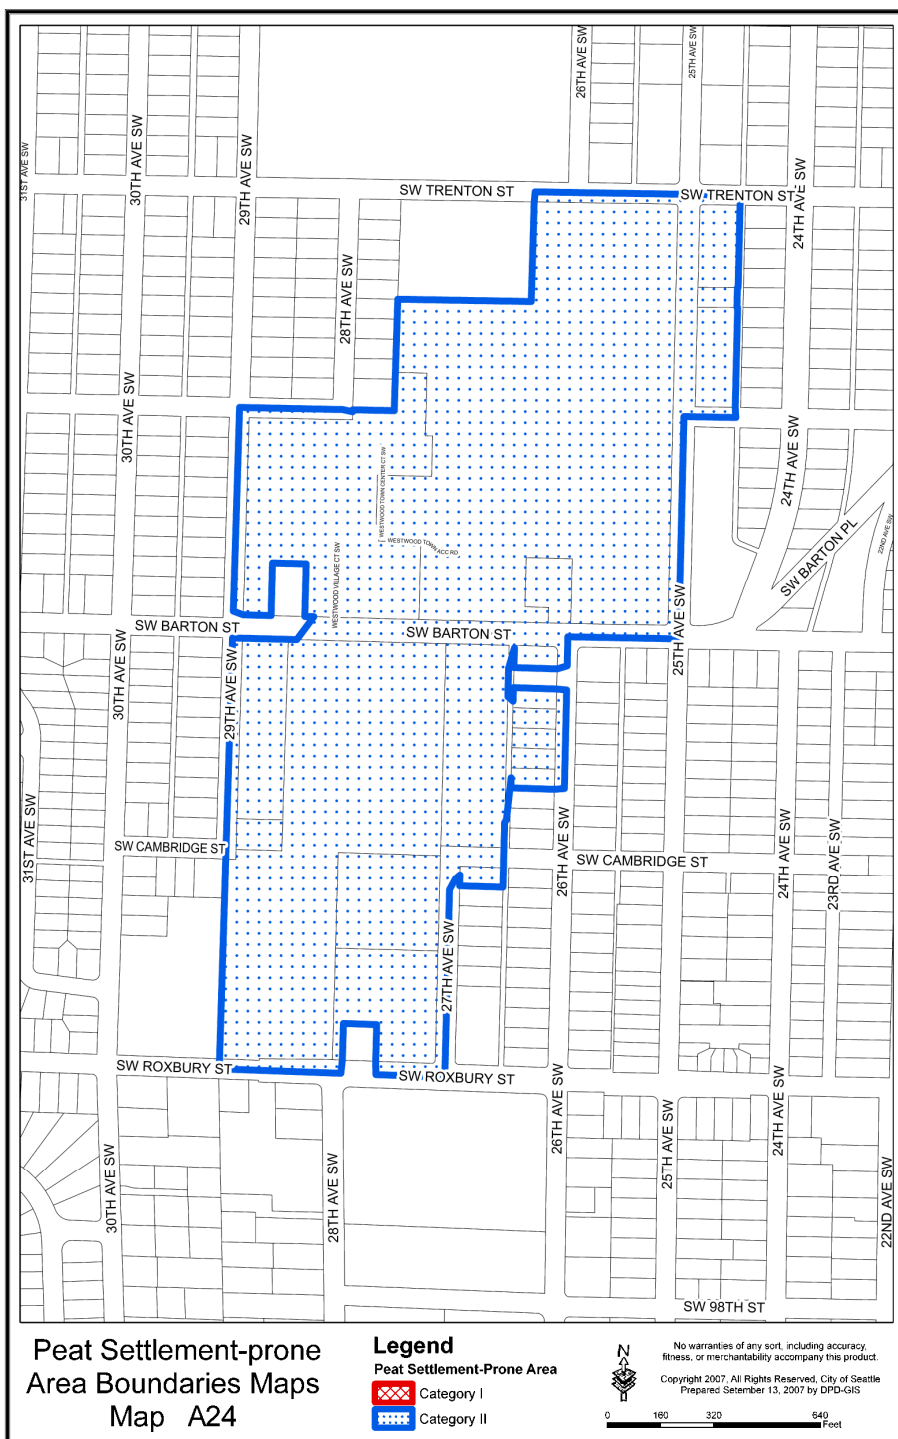 26TH AVE SW
25TH AVE SW
31ST AVE SW
30TH AVE SW
29TH AVE SW
SW TRENTON ST
SW TRENTON ST
24TH AVE SW
28TH AVE SW
30TH AVE SW
24TH AVE SW
WESTWOOD TOWN CENTER CT SW
WESTWOOD TOWN ACC RD
WESTWOOD VILLAGE CT SW
SW BARTON PL
22ND AVE SW
SW BARTON ST
SW BARTON ST
25TH AVE SW
30TH AVE SW
29TH AVE SW
31ST AVE SW
SW CAMBRIDGE ST
26TH AVE SW
SW CAMBRIDGE ST
24TH AVE SW
23RD AVE SW
27TH AVE SW
SW ROXBURY ST
SW ROXBURY ST
30TH AVE SW
28TH AVE SW
26TH AVE SW
25TH AVE SW
24TH AVE SW
22ND AVE SW
SW 98TH ST
Peat Settlement-prone
Area Boundaries Maps
Map A24
Legend
Peat Settlement-Prone Area
Category I
Category II
N
No warranties of any sort, including accuracy,
fitness, or merchantability accompany this product.
Copyright 2007, All Rights Reserved, City of Seattle
Prepared Setember 13, 2007 by DPD-GIS
0 160 320 640
Feet